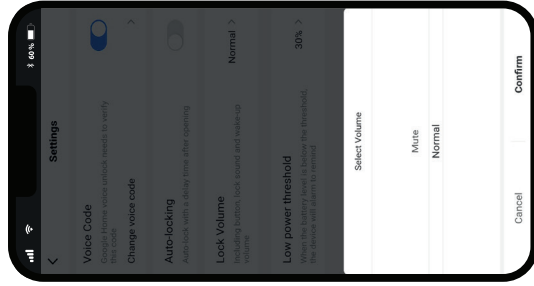 60 %
Settings
Voice Code
Google Home voice unlock needs to verify
this code
Change voice code
Auto-locking
Auto-lock with a delay time after opening
Lock Volume
Normal
Including button, lock sound and wake-up
volume
Low power threshold
30%
When the battery level is below the threshold,
the device will alarm to remind
Select Volume
Mute
Normal
Cancel
Confirm